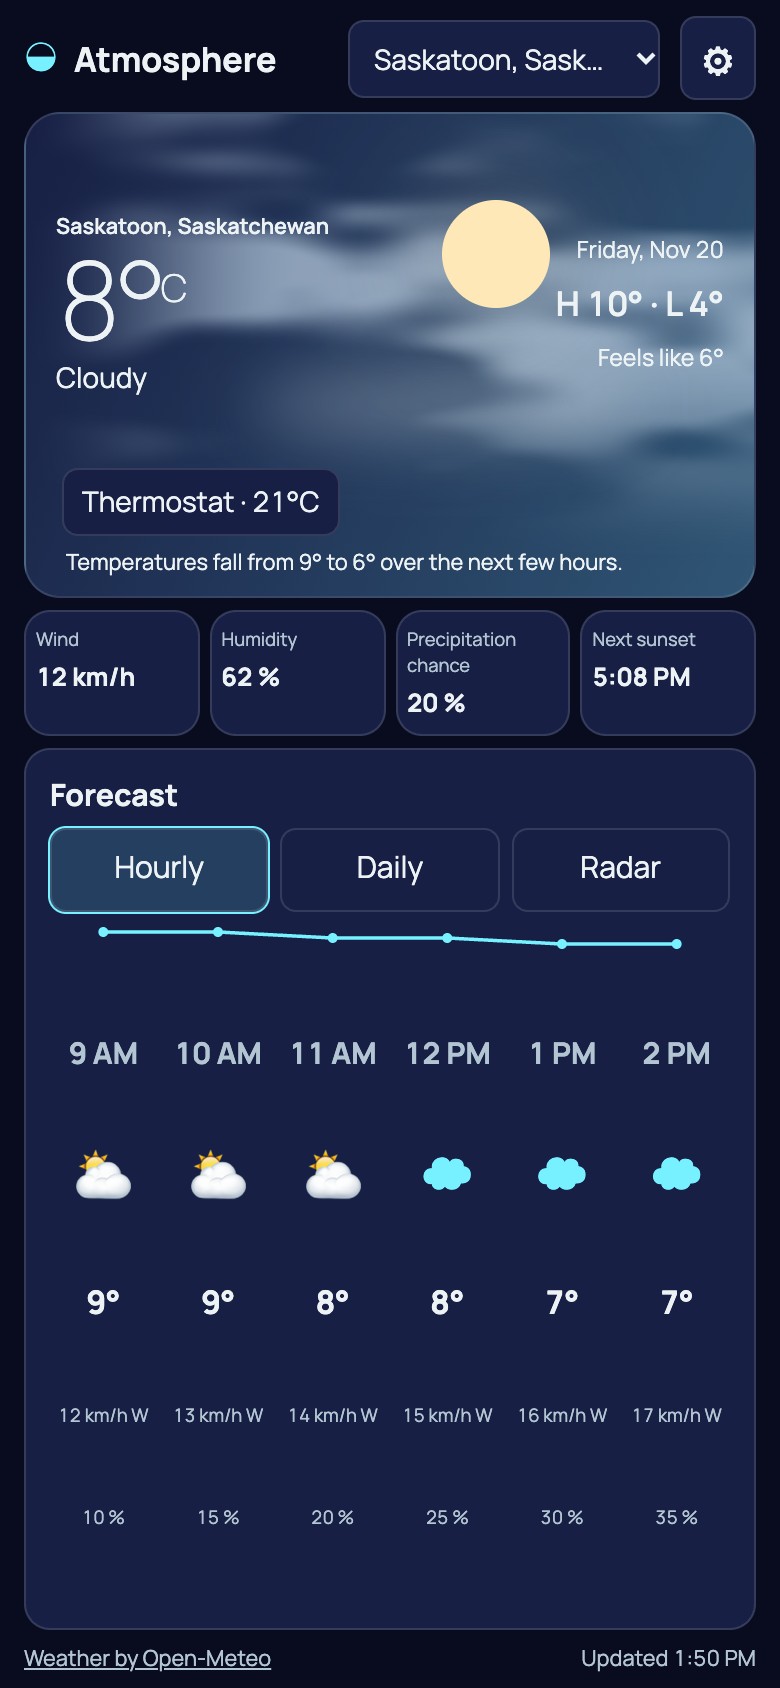 Atmosphere
Saskatoon, Sask...
Saskatoon, Saskatchewan
8°C
Cloudy
Friday, Nov 20
H 10° · L 4°
Feels like 6°
Thermostat · 21°C
Temperatures fall from 9° to 6° over the next few hours.
Wind
12 km/h
Humidity
62 %
Precipitation
chance
20 %
Next sunset
5:08 PM
Forecast
Hourly Daily Radar
9 AM 10 AM 11 AM 12 PM 1 PM 2 PM
9° 9° 8° 8° 7° 7°
12 km/h W 13 km/h W 14 km/h W 15 km/h W 16 km/h W 17 km/h W
10 % 15 % 20 % 25 % 30 % 35 %
Weather by Open-Meteo
Updated 1:50 PM